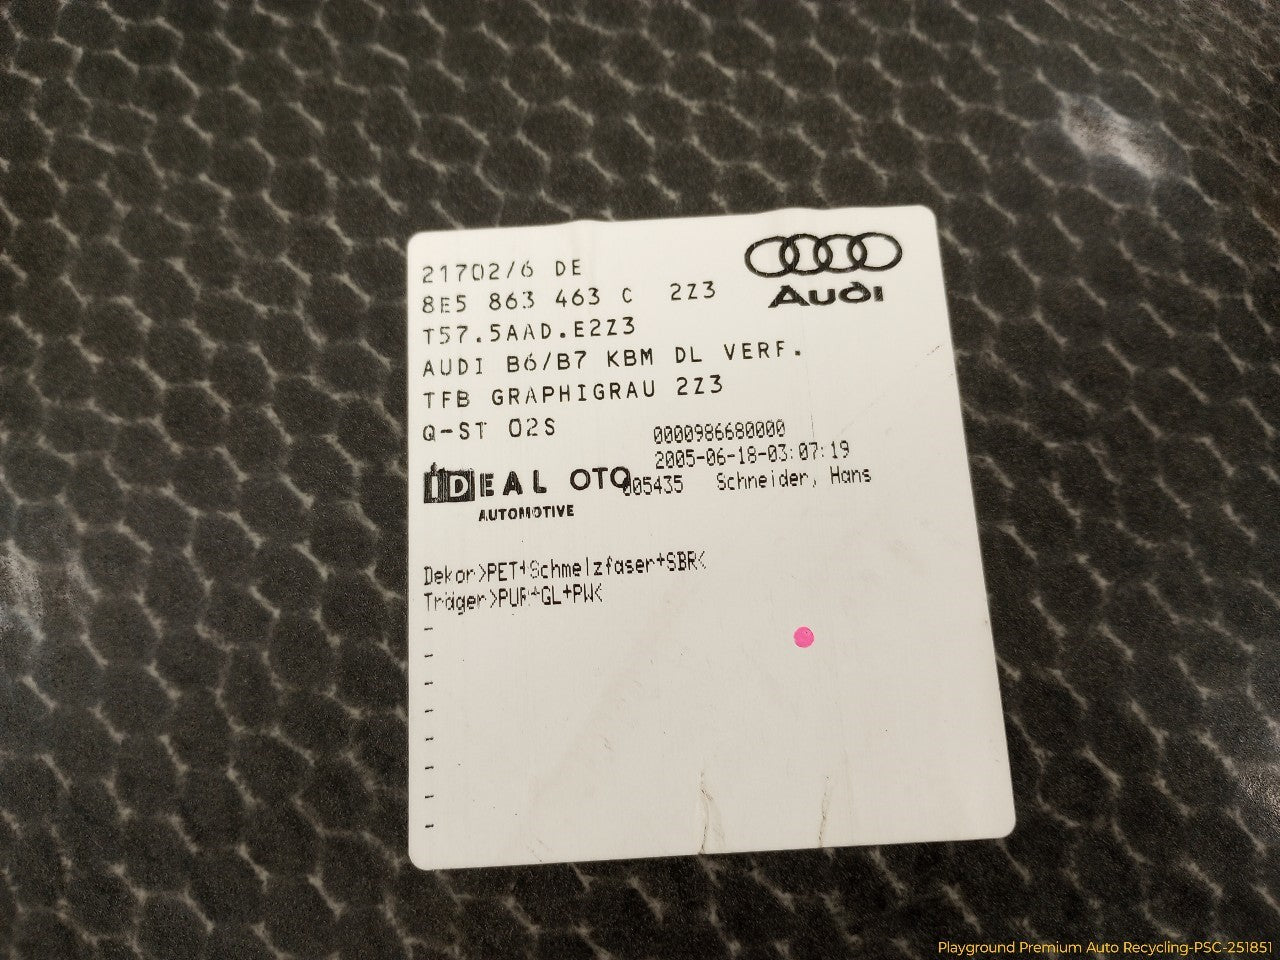 21702/6 DE
8E5 863 463 C 2Z3
Audi
T57.5AAD.E2Z3
AUDI B6/B7 KBM DL VERF.
TFB GRAPHIGRAU 2Z3
Q-ST 02S
0000986680000
2005-06-18-03:07:19
IDEAL OTO
005435 Schneider, Hans
AUTOMOTIVE
Dekor>PET+Schmelzfaser+SBR<
Träger>PUR+GL+PW<
-
-
-
-
-
-
-
-
Playground Premium Auto Recycling-PSC-251851